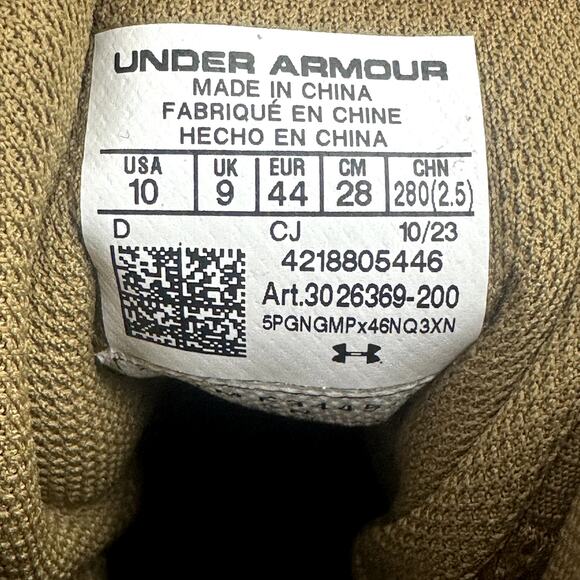 UNDER ARMOUR
MADE IN CHINA
FABRIQUÉ EN CHINE
HECHO EN CHINA
USA UK EUR CM CHN
10 9 44 28 280(2.5)
D CJ 10/23
4218805446
Art.3026369-200
5PGNGMPx46NQ3XN